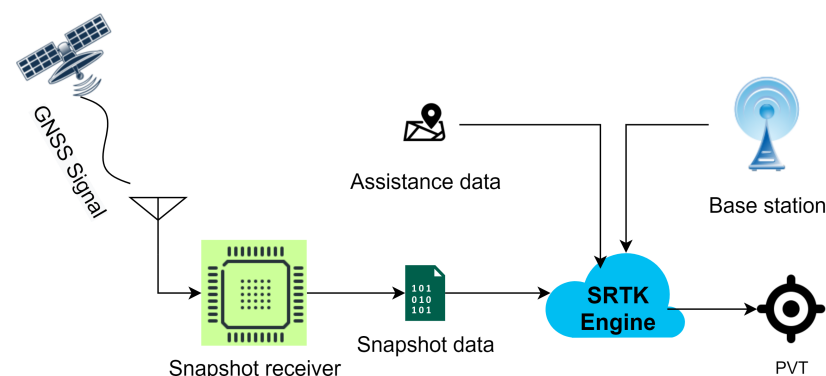 GNSS Signal
Assistance data
Base station
101
010
101
SRTK
Engine
Snapshot receiver
Snapshot data
PVT